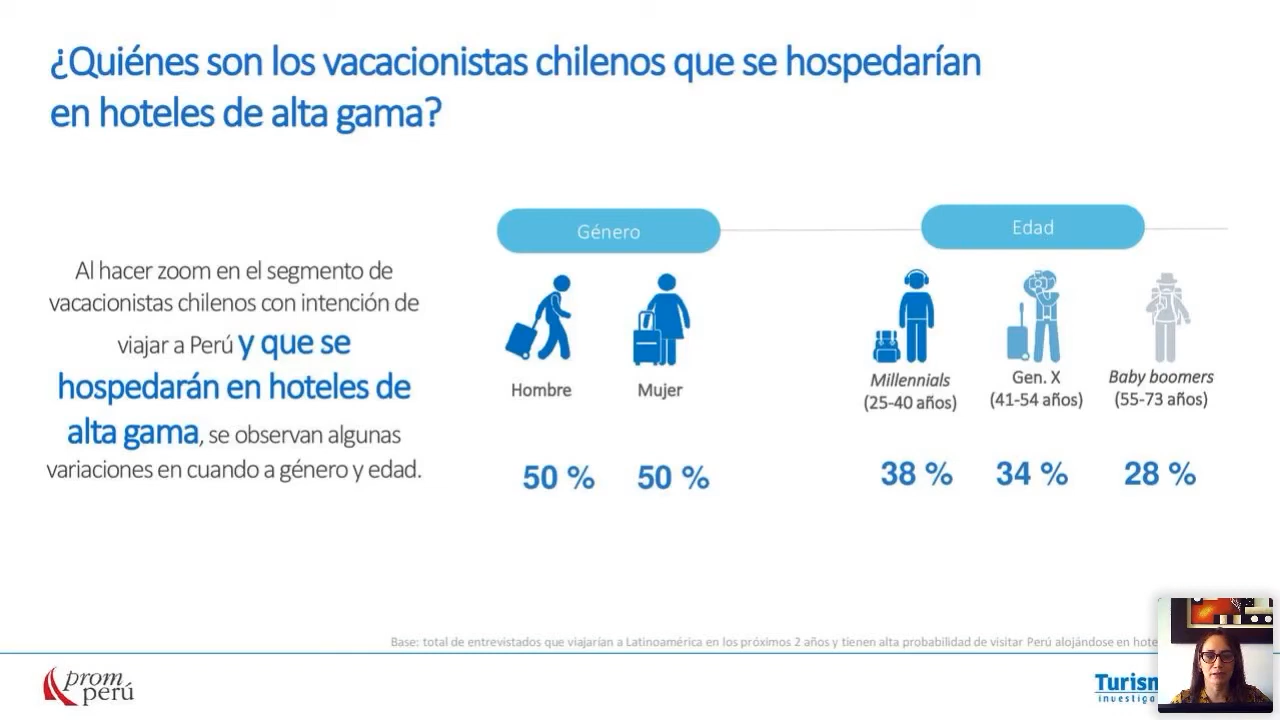 ¿Quiénes son los vacacionistas chilenos que se hospedarían
en hoteles de alta gama?
Al hacer zoom en el segmento de
vacacionistas chilenos con intención de
viajar a Perú y que se
hospedarán en hoteles de
alta gama, se observan algunas
variaciones en cuando a género y edad.
Género
Hombre
Mujer
50 %
50 %
Edad
Millennials
(25-40 años)
Gen. X
(41-54 años)
Baby boomers
(55-73 años)
38 %
34 %
28 %
Base: total de entrevistados que viajarían a Latinoamérica en los próximos 2 años y tienen alta probabilidad de visitar Perú alojándose en
prom
perú